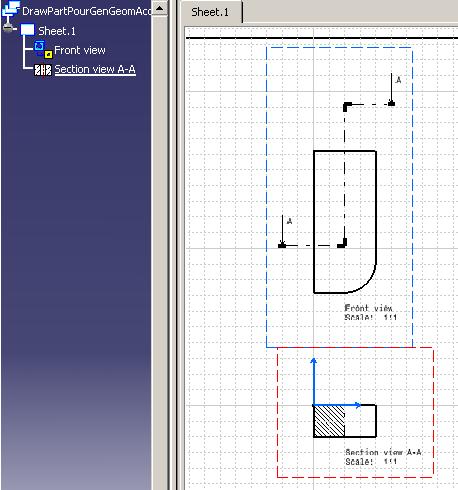 DrawPartPourGenGeomAcc
Sheet.1
Sheet.1
Front view
Section view A-A
A
A
Front view
Scale: 1:1
Section view A-A
Scale: 1:1